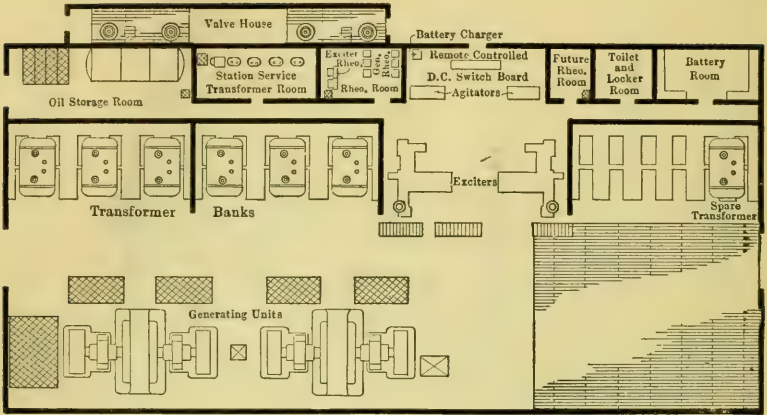 Valve House
Battery Charger
Exciter
Rheo.
Gen.
Rheo.
Rheo. Room
Station Service
Transformer Room
Oil Storage Room
Remote Controlled
D.C. Switch Board
Agitators
Future
Rheo.
Room
Toilet
and
Locker
Room
Battery
Room
Transformer Banks
Exciters
Spare
Transformer
Generating Units